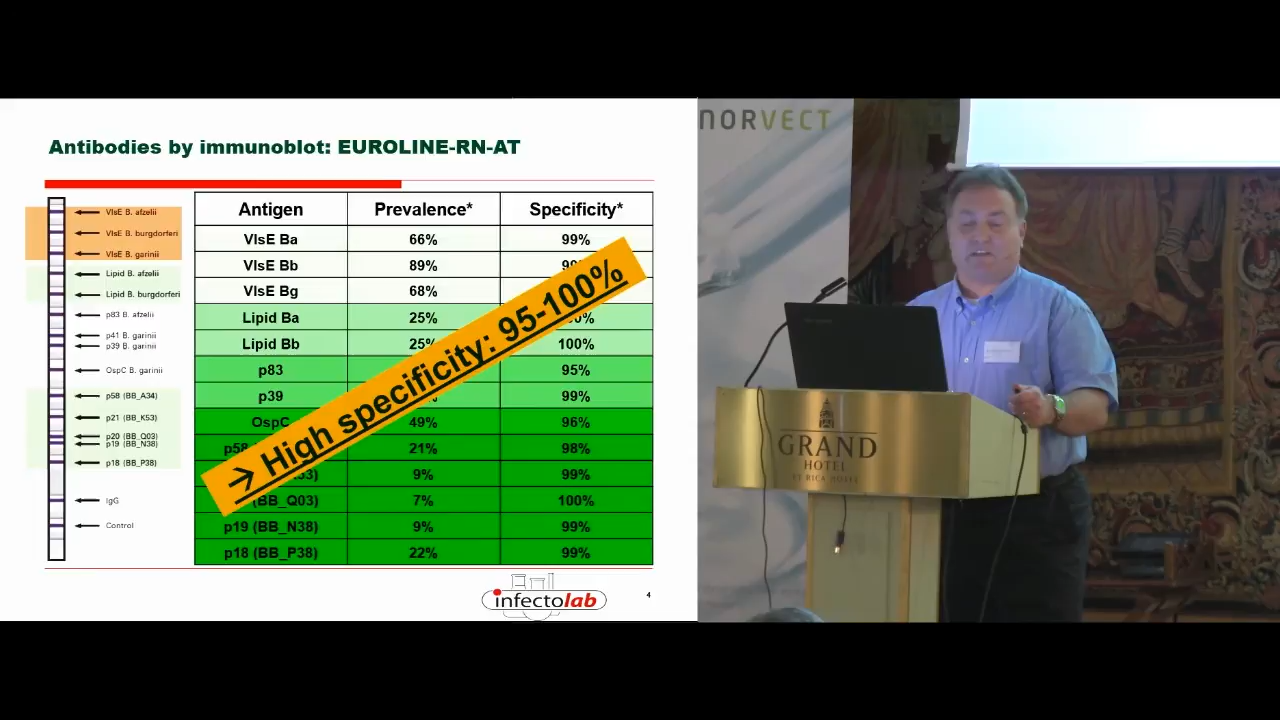 Antibodies by immunoblot: EUROLINE-RN-AT
VlsE B. afzelii
VlsE B. burgdorferi
VlsE B. garinii
Lipid B. afzelii
Lipid B. burgdorferi
p83 B. afzelii
p41 B. garinii
p39 B. garinii
OspC B. garinii
p58 (BB_A34)
p21 (BB_K53)
p20 (BB_Q03)
p19 (BB_N38)
p18 (BB_P38)
IgG
Control
Antigen Prevalence* Specificity*
VlsE Ba 66% 99%
VlsE Bb 89%
VlsE Bg 68%
Lipid Ba 25%
Lipid Bb 25% 100%
p83 95%
p39 99%
OspC 49% 96%
p58 21% 98%
9% 99%
(BB_Q03) 7% 100%
p19 (BB_N38) 9% 99%
p18 (BB_P38) 22% 99%
→ High specificity: 95-100%
infectolab
4
NORVECT
GRAND
HOTEL